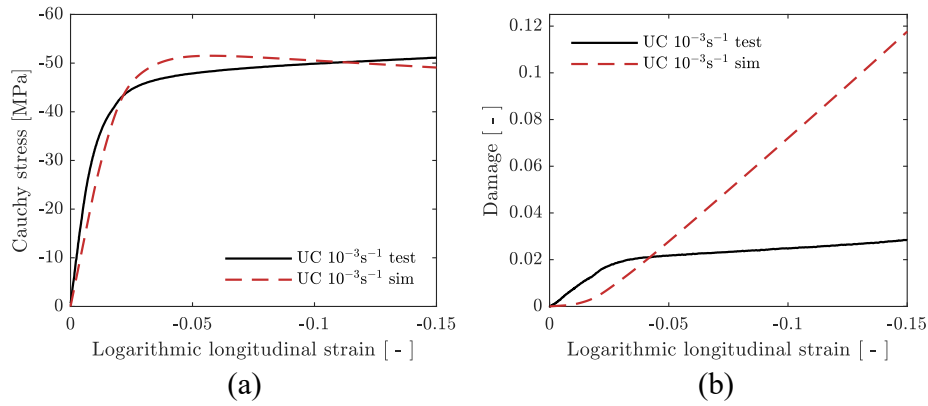 -60
-50
-40
-30
-20
-10
0
Cauchy stress [MPa]
UC 10⁻³s⁻¹ test
UC 10⁻³s⁻¹ sim
0 -0.05 -0.1 -0.15
Logarithmic longitudinal strain [ - ]
(a)
0.12
0.1
0.08
0.06
0.04
0.02
0
Damage [ - ]
UC 10⁻³s⁻¹ test
UC 10⁻³s⁻¹ sim
0 -0.05 -0.1 -0.15
Logarithmic longitudinal strain [ - ]
(b)